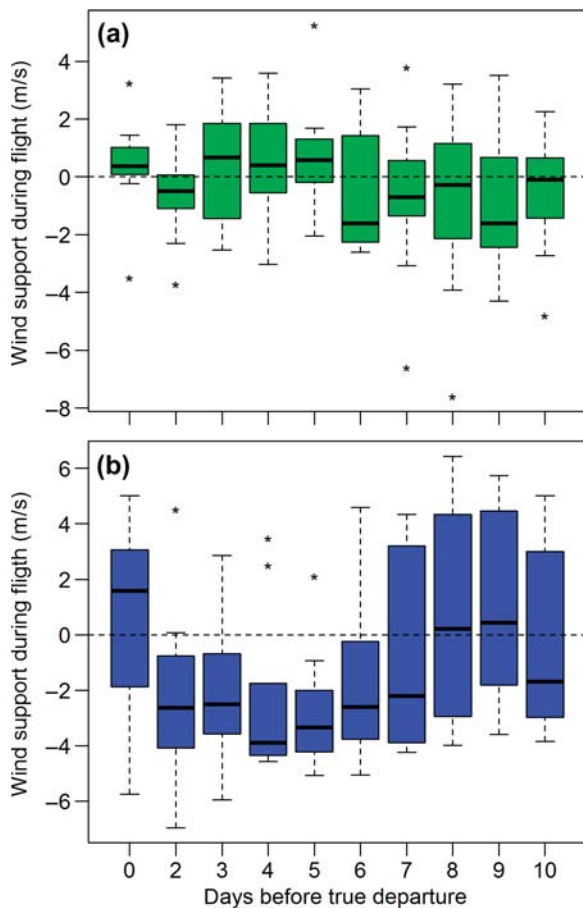 (a)
Wind support during flight (m/s)
4
2
0
−2
−4
−6
−8
(b)
Wind support during fligth (m/s)
6
4
2
0
−2
−4
−6
0 2 3 4 5 6 7 8 9 10
Days before true departure